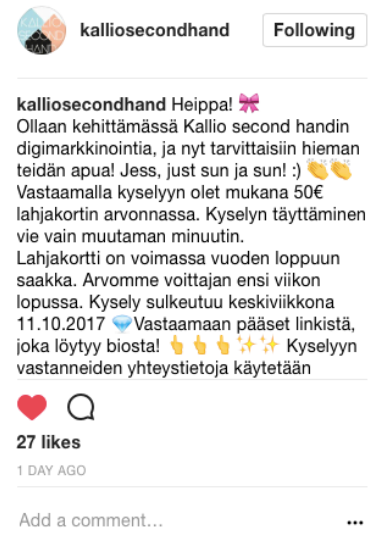 KALLIO
SECOND
HAND
kalliosecondhand
Following
kalliosecondhand Heippa! 🎀
Ollaan kehittämässä Kallio second handin
digimarkkinointia, ja nyt tarvittaisiin hieman
teidän apua! Jess, just sun ja sun! :) 👏👏
Vastaamalla kyselyyn olet mukana 50€
lahjakortin arvonnassa. Kyselyn täyttäminen
vie vain muutaman minuutin.
Lahjakortti on voimassa vuoden loppuun
saakka. Arvomme voittajan ensi viikon
lopussa. Kysely sulkeutuu keskiviikkona
11.10.2017 💎Vastaamaan pääset linkistä,
joka löytyy biosta! 👆👆👆✨✨ Kyselyyn
vastanneiden yhteystietoja käytetään
27 likes
1 DAY AGO
Add a comment...